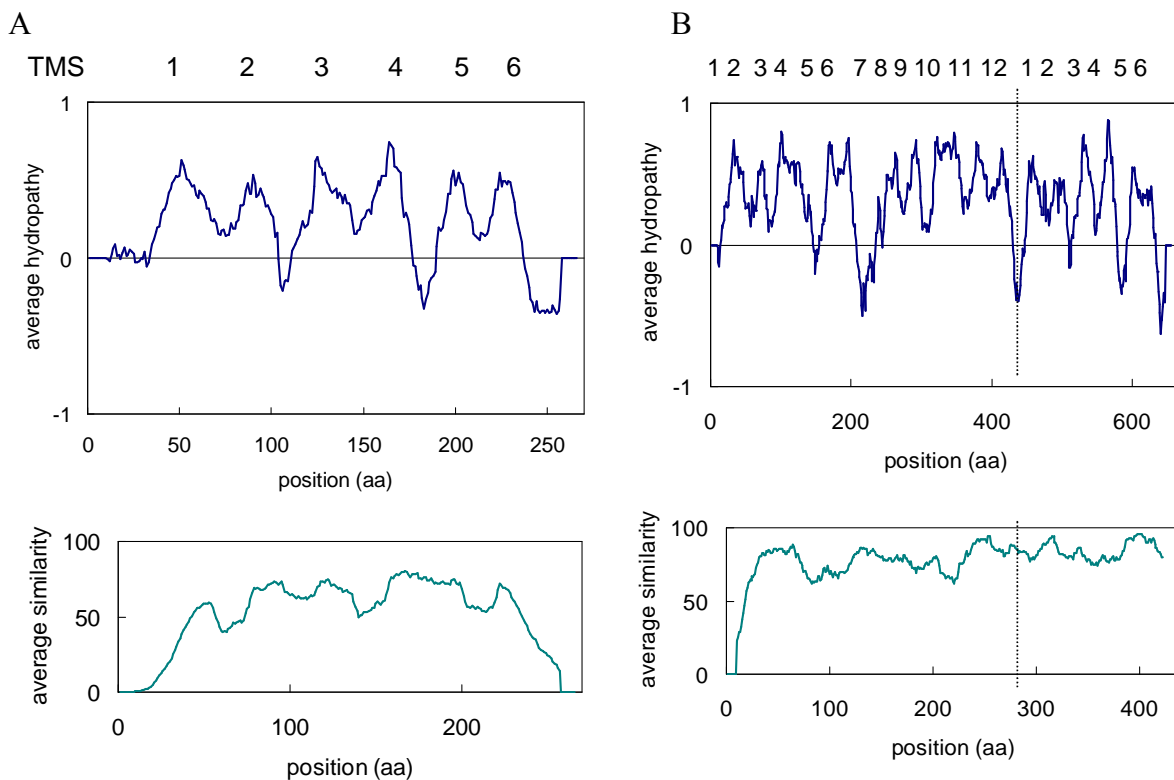 A
TMS 1 2 3 4 5 6
1
0
-1
average hydropathy
0 50 100 150 200 250
position (aa)
100
50
0
average similarity
0 100 200
position (aa)
B
1 2 3 4 5 6 7 8 9 10 11 12 1 2 3 4 5 6
1
0
-1
average hydropathy
0 200 400 600
position (aa)
100
50
0
average similarity
0 100 200 300 400
position (aa)